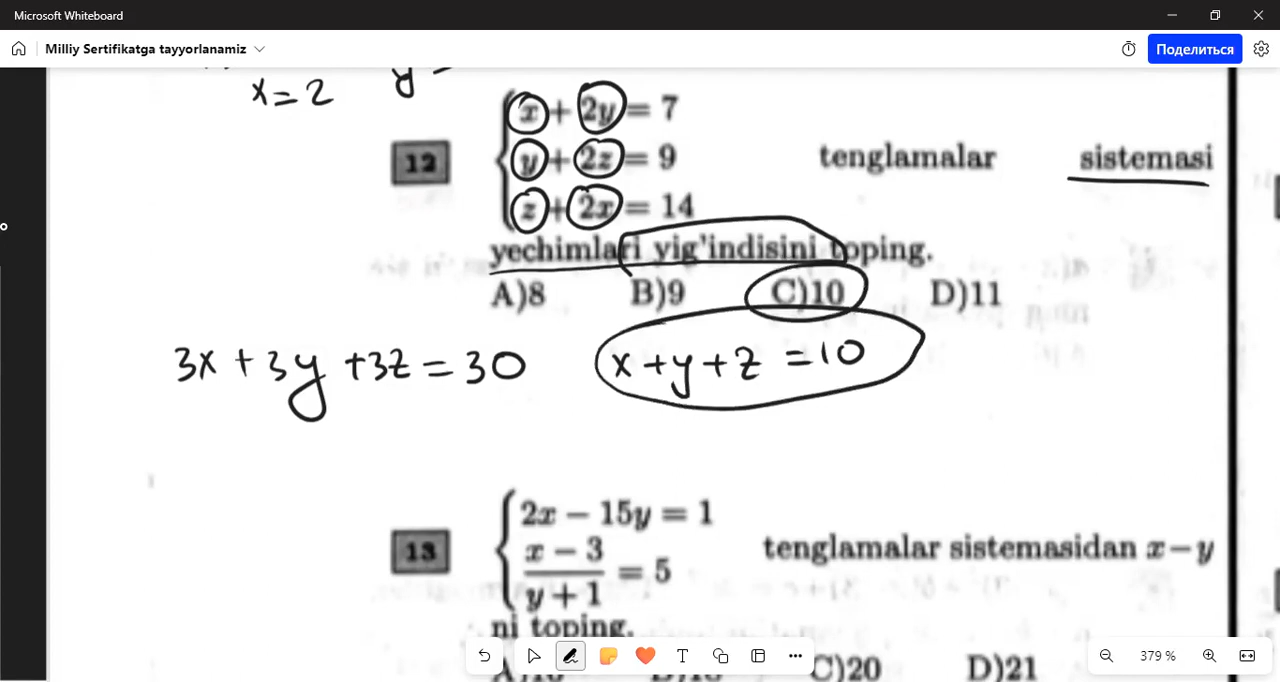 Microsoft Whiteboard
Milliy Sertifikatga tayyorlanamiz
Поделиться
x=2 y
12
x + 2y = 7
y + 2z = 9
z + 2x = 14
tenglamalar sistemasi
yechimlari yig'indisini toping.
A)8 B)9 C)10 D)11
3x + 3y + 3z = 30 x + y + z = 10
13
2x − 15y = 1
x − 3
y + 1
= 5
tenglamalar sistemasidan x − y
ni toping.
C)20 D)21
379 %